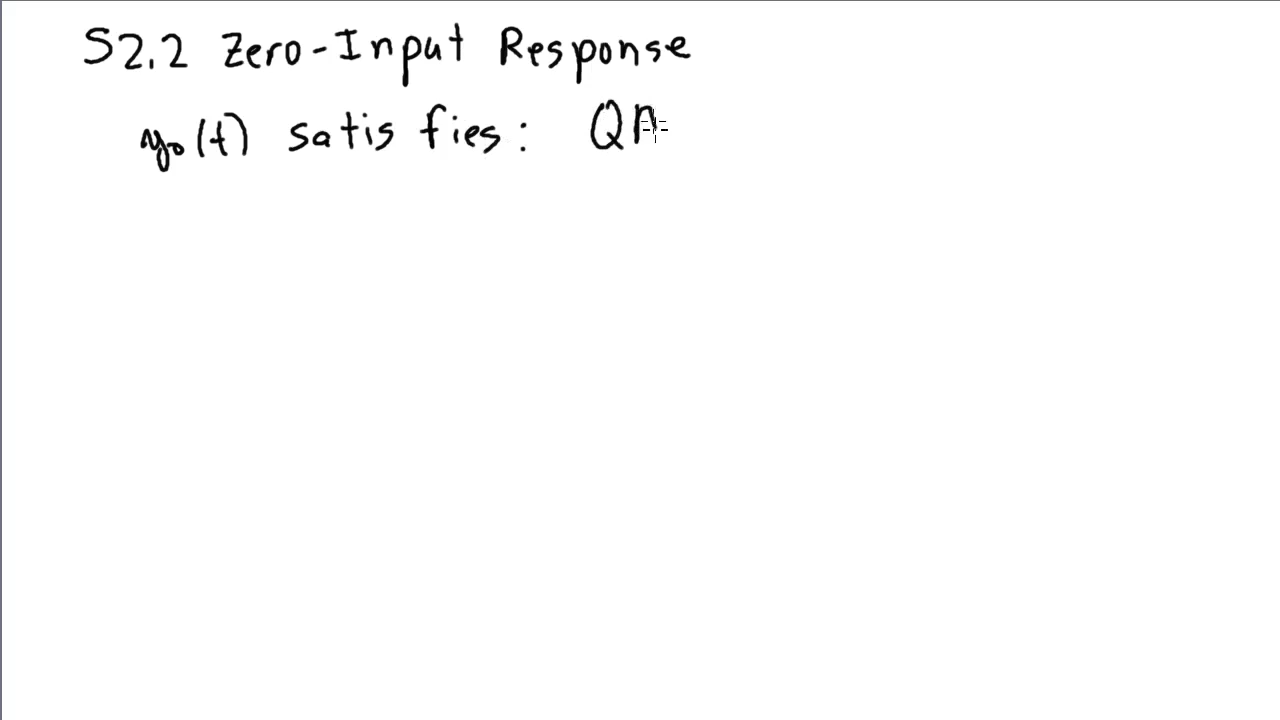 S2.2 Zero-Input Response
y₀(t) satisfies: Q